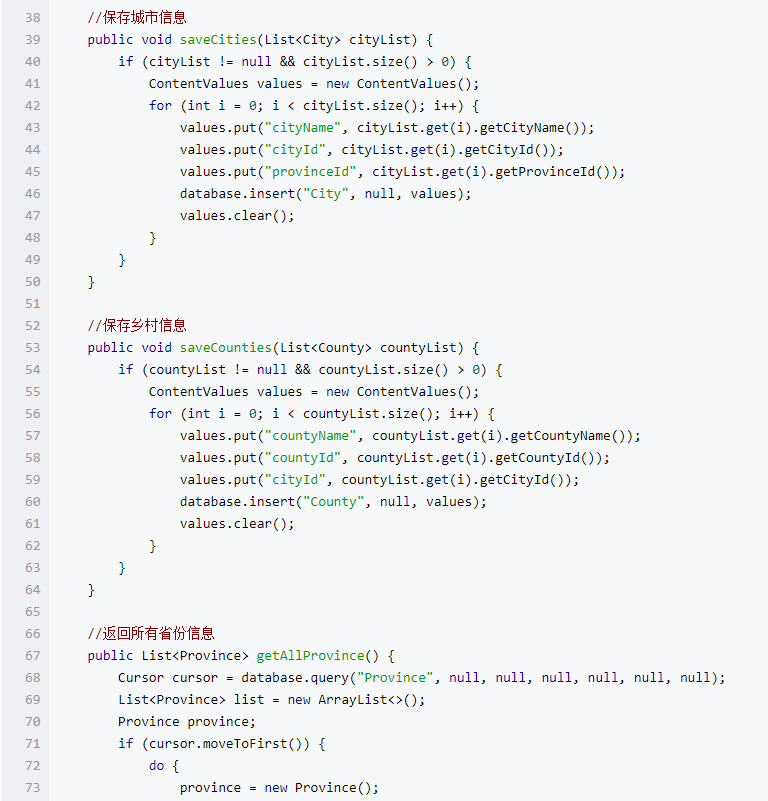 38 //保存城市信息
39 public void saveCities(List<City> cityList) {
40 if (cityList != null && cityList.size() > 0) {
41 ContentValues values = new ContentValues();
42 for (int i = 0; i < cityList.size(); i++) {
43 values.put("cityName", cityList.get(i).getCityName());
44 values.put("cityId", cityList.get(i).getCityId());
45 values.put("provinceId", cityList.get(i).getProvinceId());
46 database.insert("City", null, values);
47 values.clear();
48 }
49 }
50 }
51
52 //保存乡村信息
53 public void saveCounties(List<County> countyList) {
54 if (countyList != null && countyList.size() > 0) {
55 ContentValues values = new ContentValues();
56 for (int i = 0; i < countyList.size(); i++) {
57 values.put("countyName", countyList.get(i).getCountyName());
58 values.put("countyId", countyList.get(i).getCountyId());
59 values.put("cityId", countyList.get(i).getCityId());
60 database.insert("County", null, values);
61 values.clear();
62 }
63 }
64 }
65
66 //返回所有省份信息
67 public List<Province> getAllProvince() {
68 Cursor cursor = database.query("Province", null, null, null, null, null, null);
69 List<Province> list = new ArrayList<>();
70 Province province;
71 if (cursor.moveToFirst()) {
72 do {
73 province = new Province();